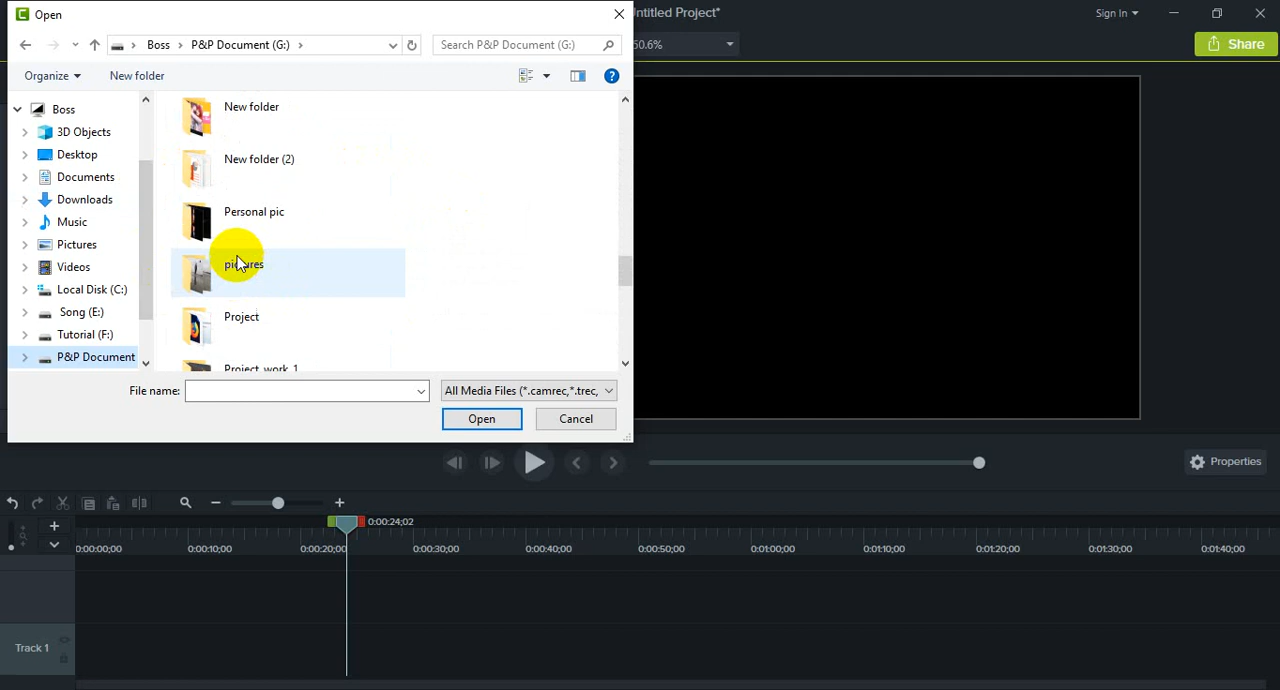 Open
Untitled Project*
Sign In
Boss
P&P Document (G:)
Search P&P Document (G:)
50.6%
Share
Organize
New folder
Boss
3D Objects
Desktop
Documents
Downloads
Music
Pictures
Videos
Local Disk (C:)
Song (E:)
Tutorial (F:)
P&P Document
New folder
New folder (2)
Personal pic
pictures
Project
Project work 1
File name:
All Media Files (*.camrec,*.trec,
Open
Cancel
Properties
0:00:24;02
0:00:00;00
0:00:10;00
0:00:20;00
0:00:30;00
0:00:40;00
0:00:50;00
0:01:00;00
0:01:10;00
0:01:20;00
0:01:30;00
0:01:40;00
Track 1